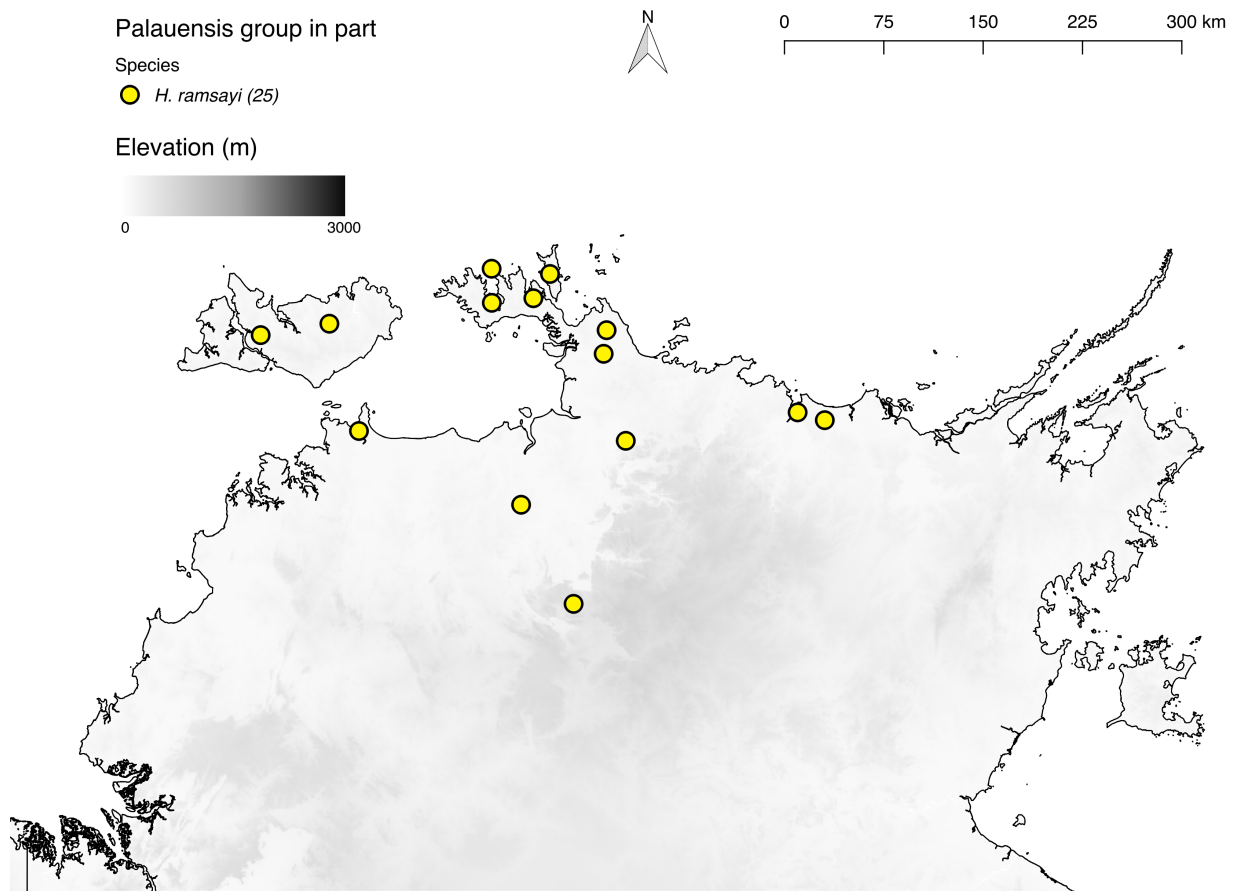 Palauensis group in part
Species
H. ramsayi (25)
Elevation (m)
0 3000
N
0 75 150 225 300 km